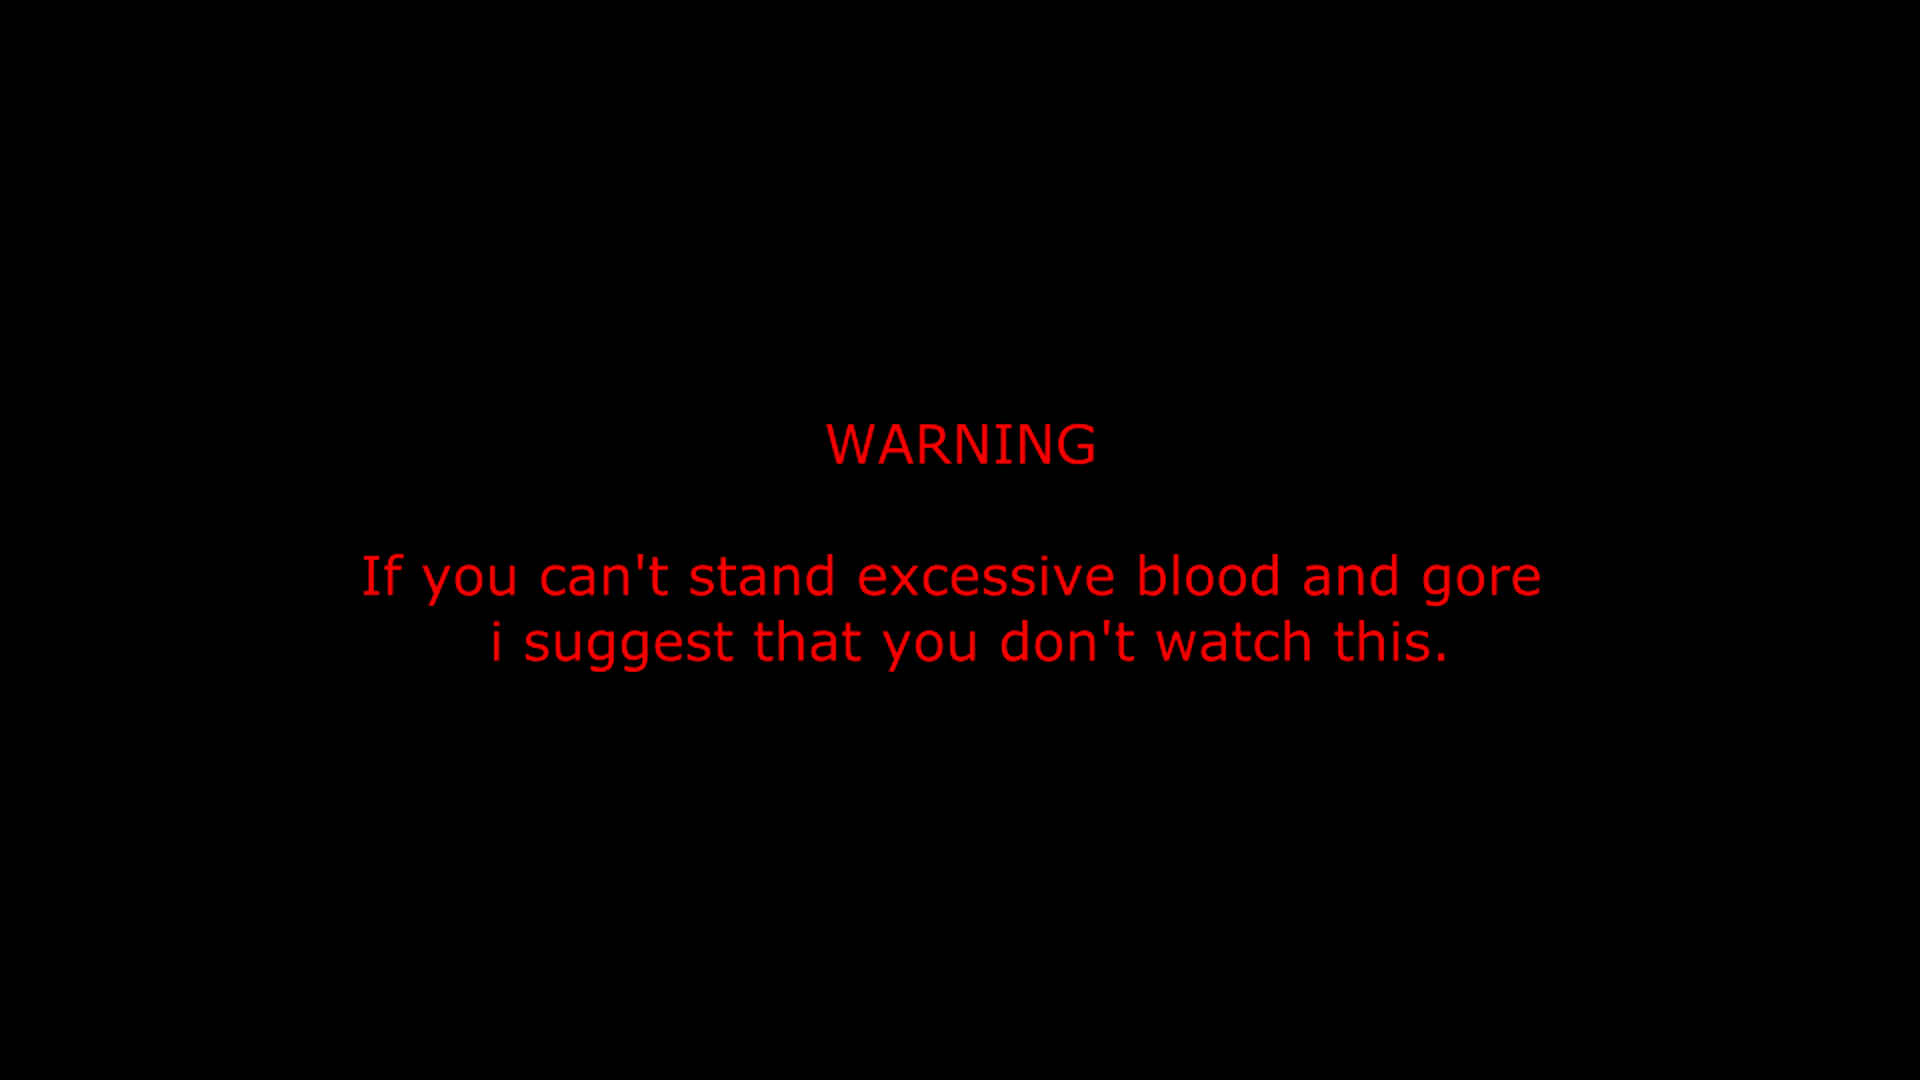 WARNING
If you can't stand excessive blood and gore
i suggest that you don't watch this.